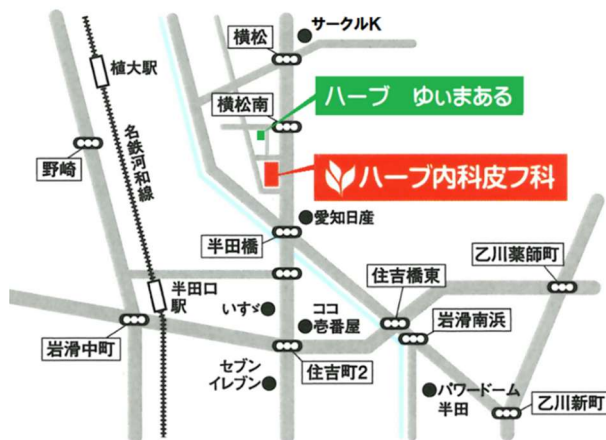 サークルK
横松
植大駅
ハーブ ゆいまある
横松南
名鉄河和線
野崎
ハーブ内科皮フ科
愛知日産
半田橋
乙川薬師町
住吉橋東
半田口
駅
いすゞ
ココ
壱番屋
岩滑南浜
岩滑中町
セブン
イレブン
住吉町2
パワードーム
半田
乙川新町